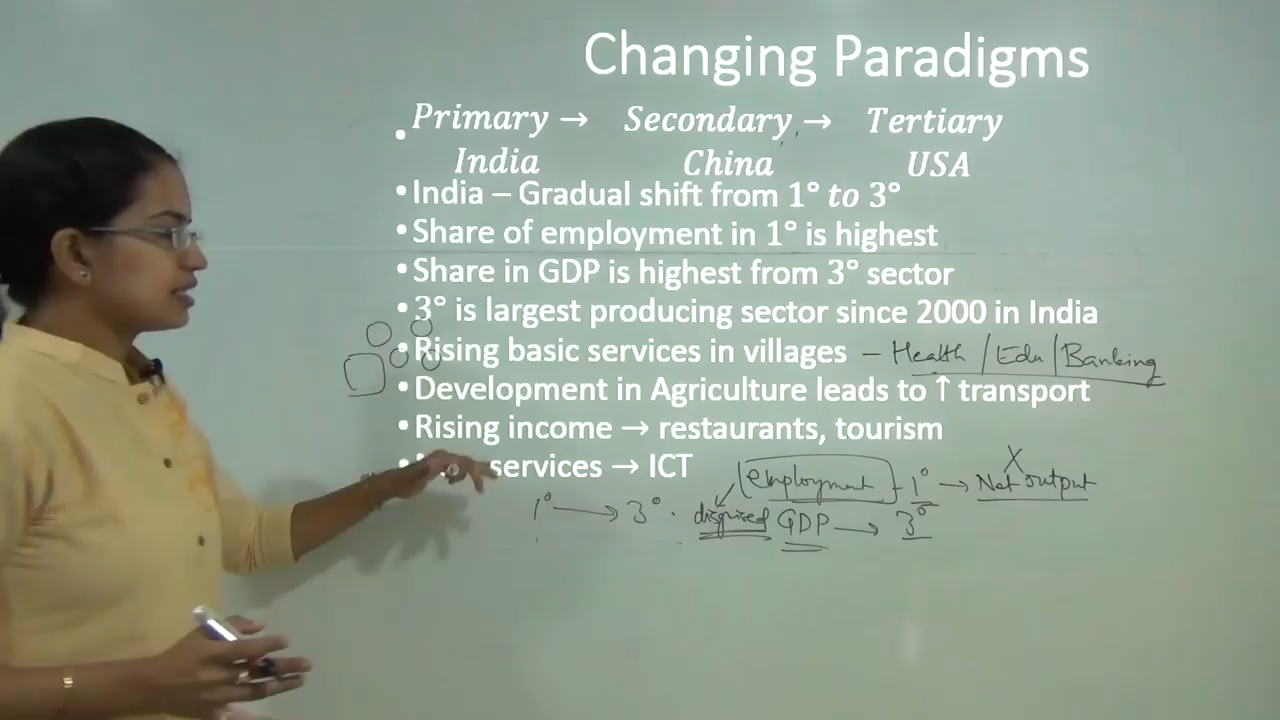 Changing Paradigms
• Primary → Secondary → Tertiary
India China USA
• India – Gradual shift from 1° to 3°
• Share of employment in 1° is highest
• Share in GDP is highest from 3° sector
• 3° is largest producing sector since 2000 in India
• Rising basic services in villages – Health / Edu / Banking
• Development in Agriculture leads to ↑ transport
• Rising income → restaurants, tourism
• services → ICT
employment - 1° → Net output
X
1° → 3° . disguised GDP → 3°